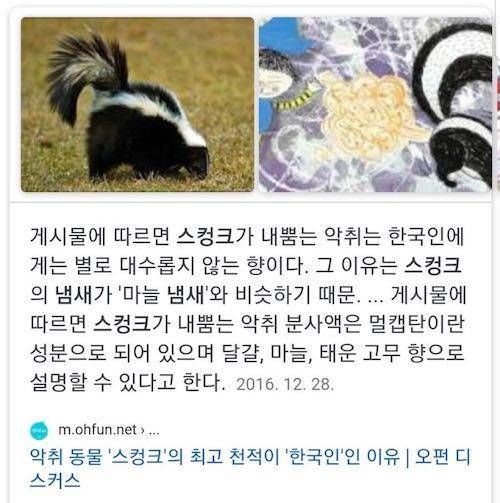 게시물에 따르면 스컹크가 내뿜는 악취는 한국인에
게는 별로 대수롭지 않는 향이다. 그 이유는 스컹크
의 냄새가 '마늘 냄새'와 비슷하기 때문. ... 게시물에
따르면 스컹크가 내뿜는 악취 분사액은 멀캡탄이란
성분으로 되어 있으며 달걀, 마늘, 태운 고무 향으로
설명할 수 있다고 한다. 2016. 12. 28.
m.ohfun.net › ...
악취 동물 '스컹크'의 최고 천적이 '한국인'인 이유 | 오펀 디
스커스